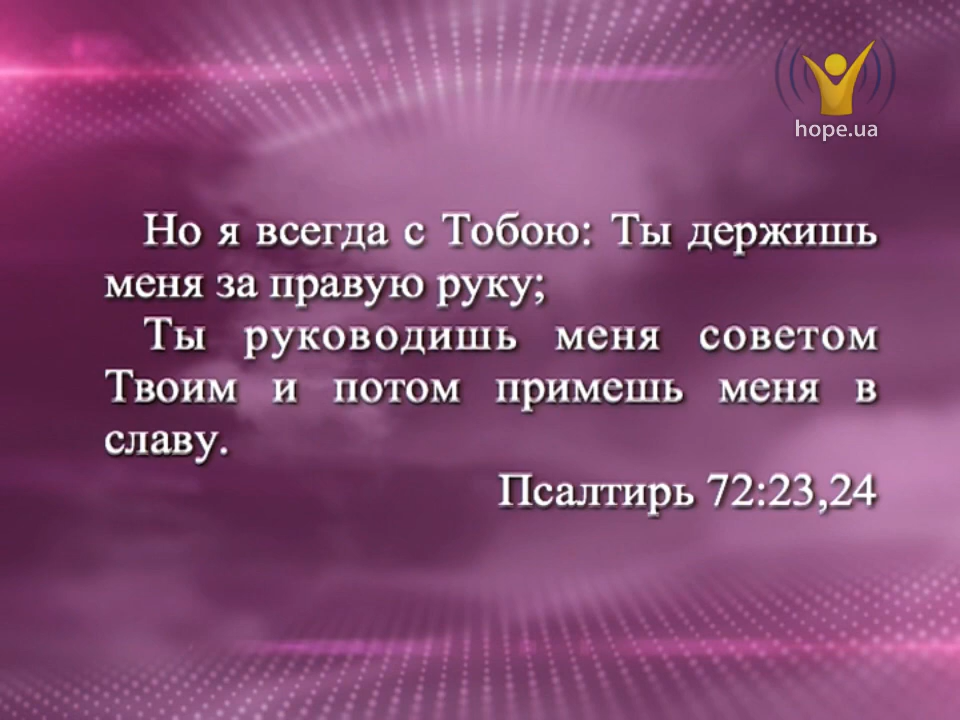 hope.ua
Но я всегда с Тобою: Ты держишь
меня за правую руку;
Ты руководишь меня советом
Твоим и потом примешь меня в
славу.
Псалтирь 72:23,24